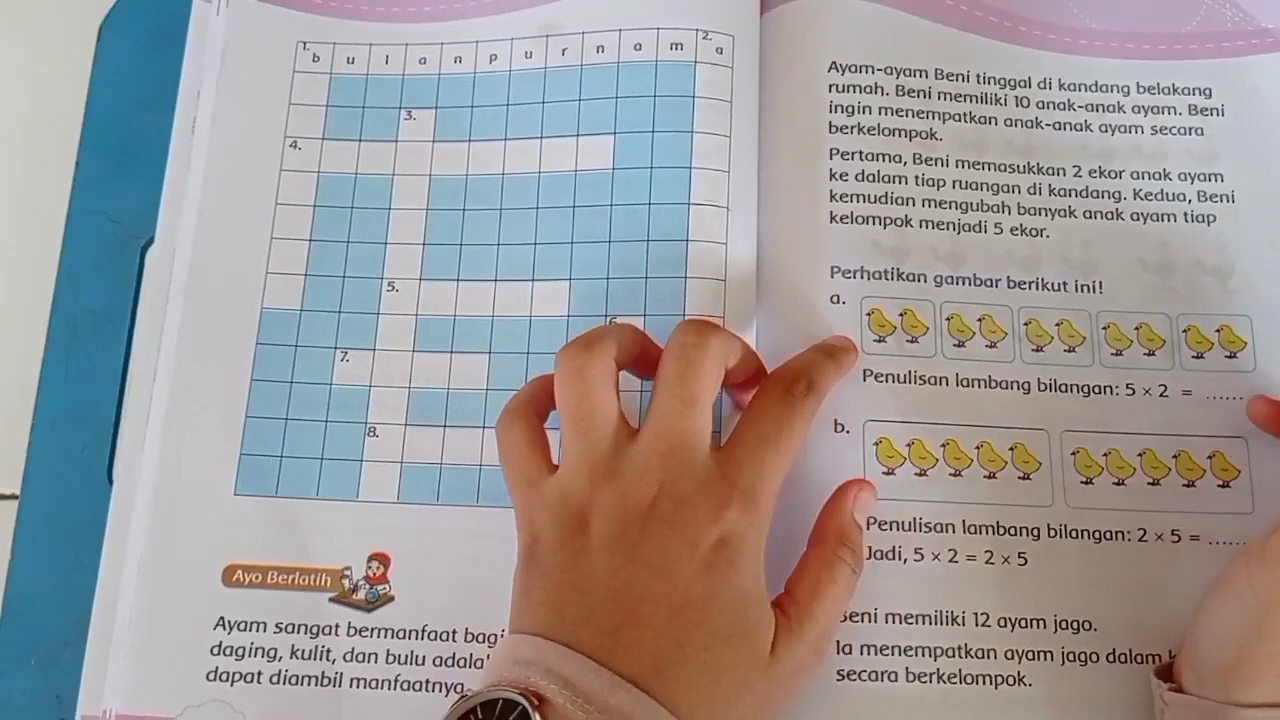 1. b u l a n p u r n a m 2. a
3.
4.
5.
6
7.
8.
Ayo Berlatih
Ayam sangat bermanfaat bagi
daging, kulit, dan bulu
dapat diambil manfaatnya.
Ayam-ayam Beni tinggal di kandang belakang
rumah. Beni memiliki 10 anak-anak ayam. Beni
ingin menempatkan anak-anak ayam secara
berkelompok.
Pertama, Beni memasukkan 2 ekor anak ayam
ke dalam tiap ruangan di kandang. Kedua, Beni
kemudian mengubah banyak anak ayam tiap
kelompok menjadi 5 ekor.
Perhatikan gambar berikut ini!
a.
Penulisan lambang bilangan: 5 × 2 = ......
b.
Penulisan lambang bilangan: 2 × 5 = ......
Jadi, 5 × 2 = 2 × 5
Beni memiliki 12 ayam jago.
Ia menempatkan ayam jago dalam
secara berkelompok.